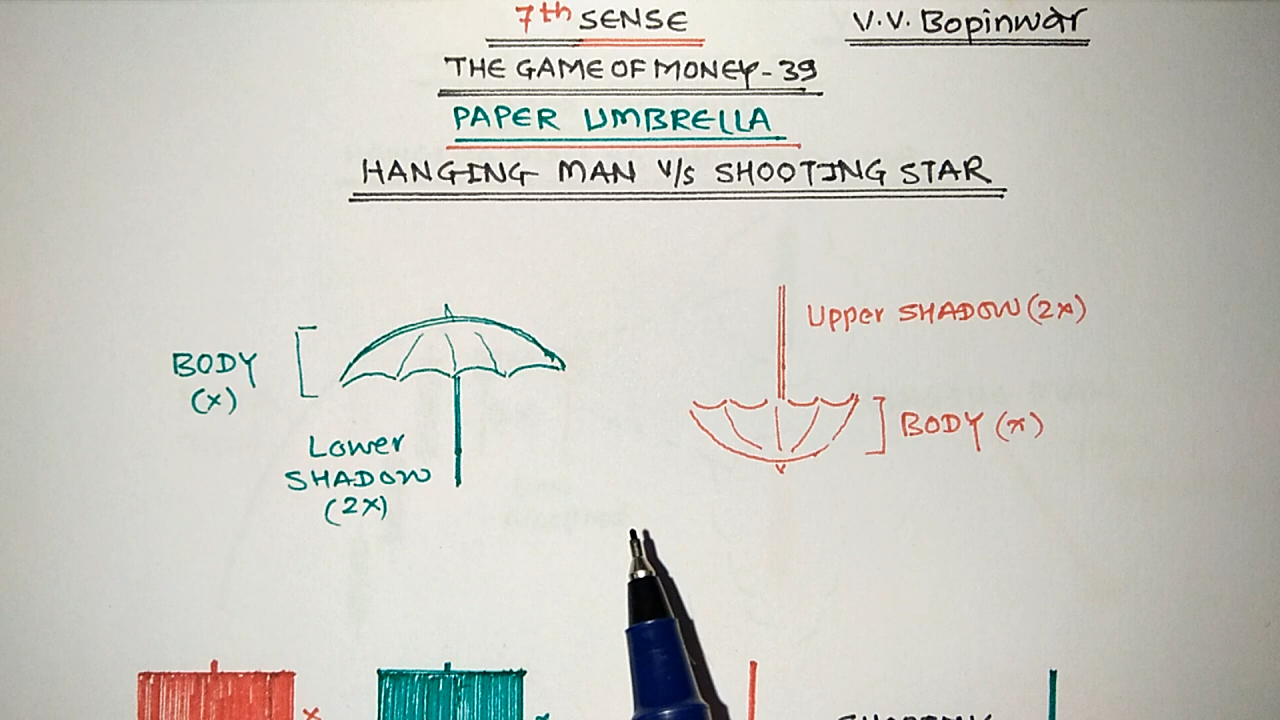 7th SENSE
V.V. Bopinwar
THE GAME OF MONEY-39
PAPER UMBRELLA
HANGING MAN V/S SHOOTING STAR
Upper SHADOW (2x)
BODY
(x)
BODY (x)
Lower
SHADOW
(2x)
x